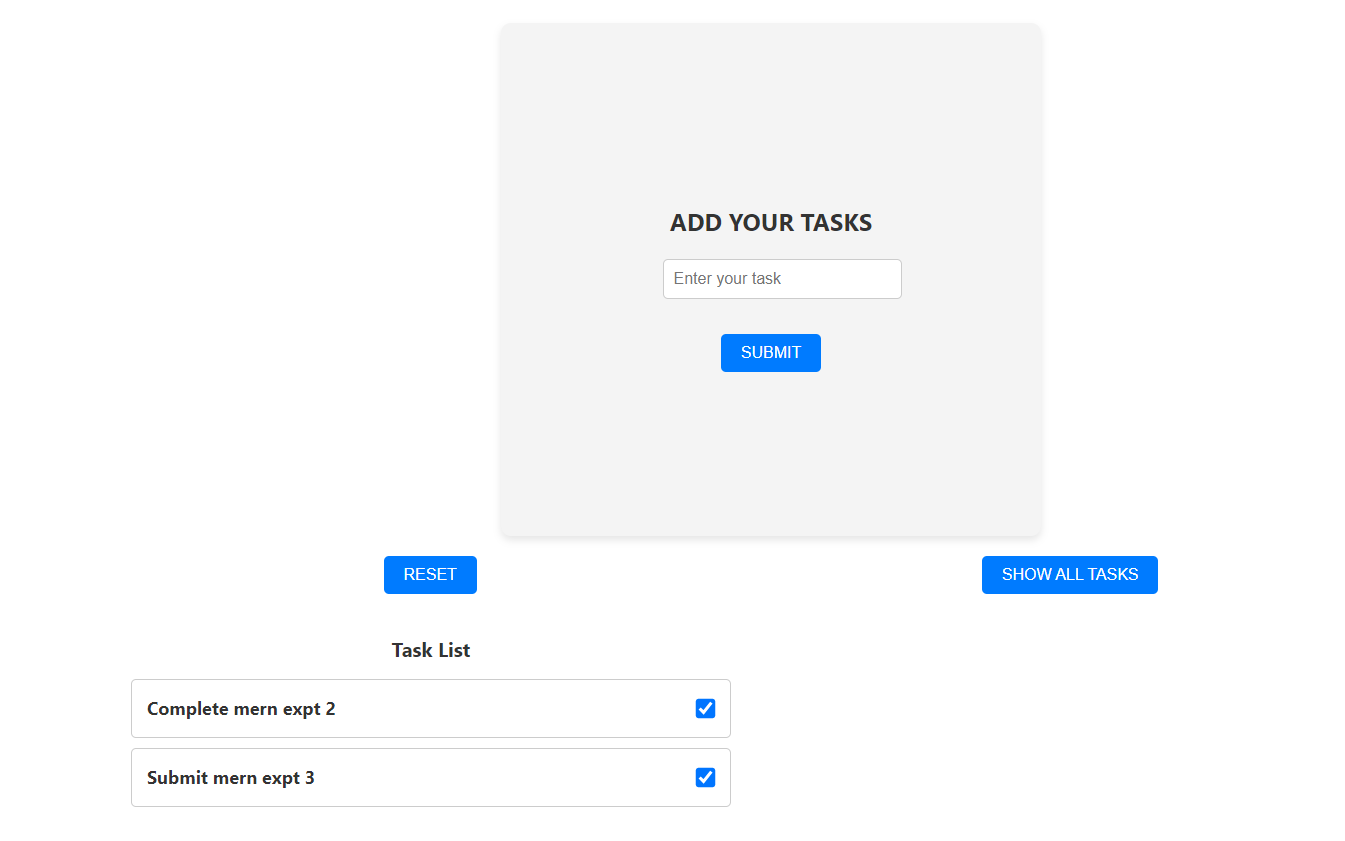 ADD YOUR TASKS
Enter your task
SUBMIT
RESET
SHOW ALL TASKS
Task List
Complete mern expt 2
Submit mern expt 3